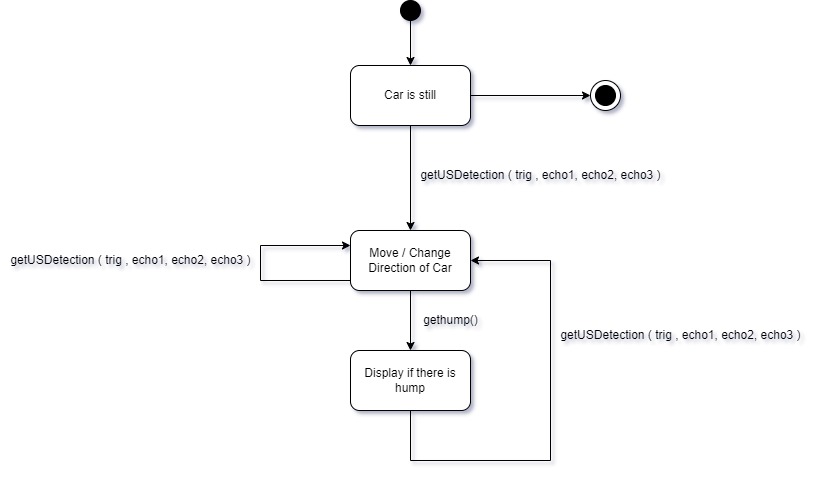 Car is still
getUSDetection ( trig , echo1, echo2, echo3 )
Move / Change
Direction of Car
getUSDetection ( trig , echo1, echo2, echo3 )
gethump()
getUSDetection ( trig , echo1, echo2, echo3 )
Display if there is
hump